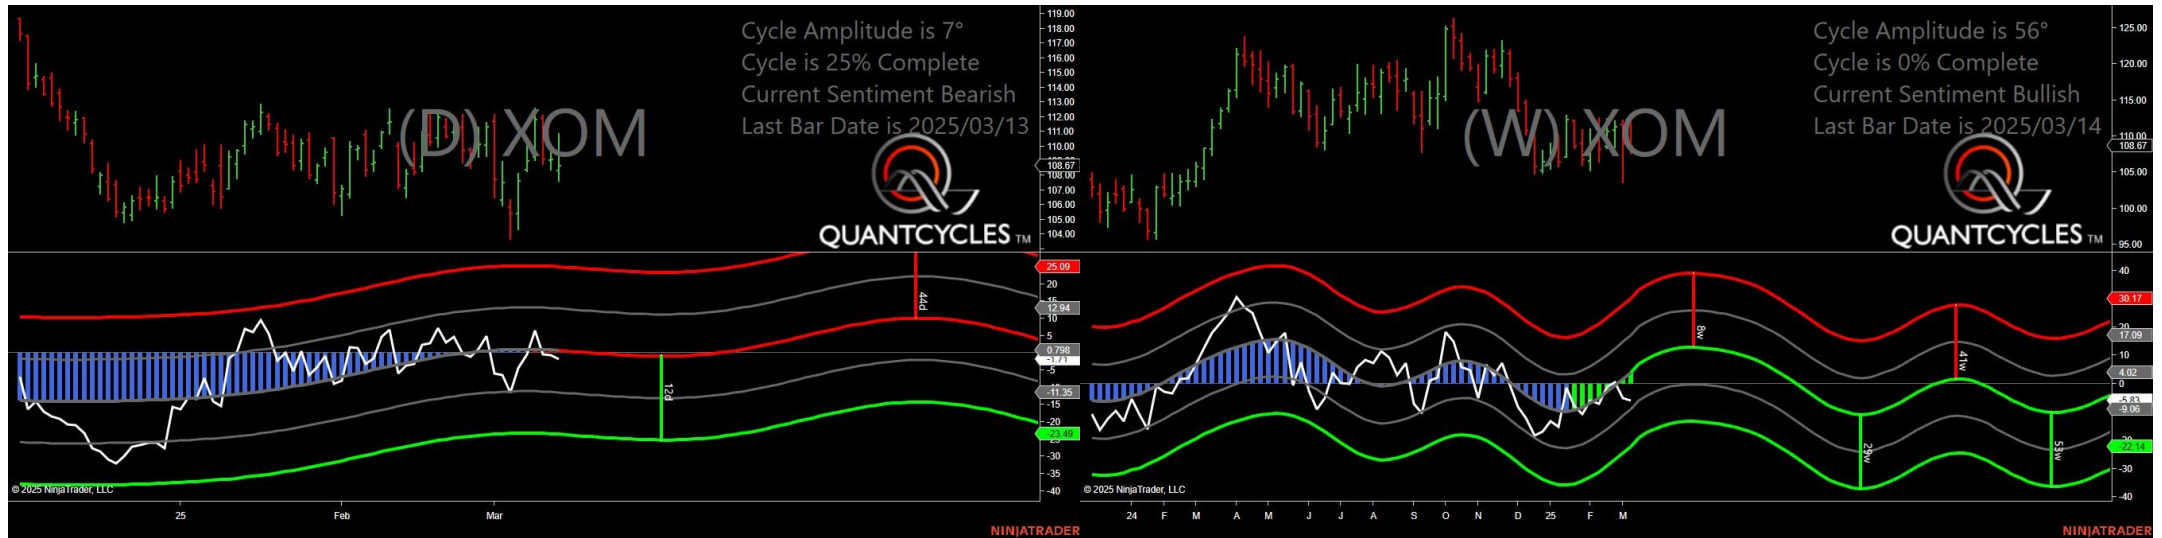 Cycle Amplitude is 7°
Cycle is 25% Complete
Current Sentiment Bearish
Last Bar Date is 2025/03/13
(D) XOM
QUANTCYCLES TM
119.00
118.00
117.00
116.00
115.00
114.00
113.00
112.00
111.00
110.00
108.67
108.00
107.00
106.00
105.00
104.00
25.09
20
15
12.94
10
5
0.798
-1.71
-5
-11.35
-15
-20
-23.49
-30
-35
-40
44d
12d
© 2025 NinjaTrader, LLC
25
Feb
Mar
NINJATRADER
Cycle Amplitude is 56°
Cycle is 0% Complete
Current Sentiment Bullish
Last Bar Date is 2025/03/14
(W) XOM
QUANTCYCLES TM
125.00
120.00
115.00
110.00
108.67
105.00
100.00
95.00
40
30.17
20
17.09
10
4.02
0
-5.83
-9.06
-22.14
-30
-40
8w
41w
29w
53w
© 2025 NinjaTrader, LLC
24 F M A M J J A S O N D 25 F M
NINJATRADER